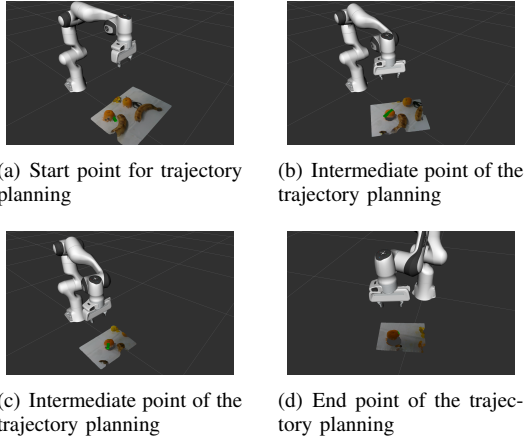 (a) Start point for trajectory
planning
(b) Intermediate point of the
trajectory planning
(c) Intermediate point of the
trajectory planning
(d) End point of the trajec-
tory planning